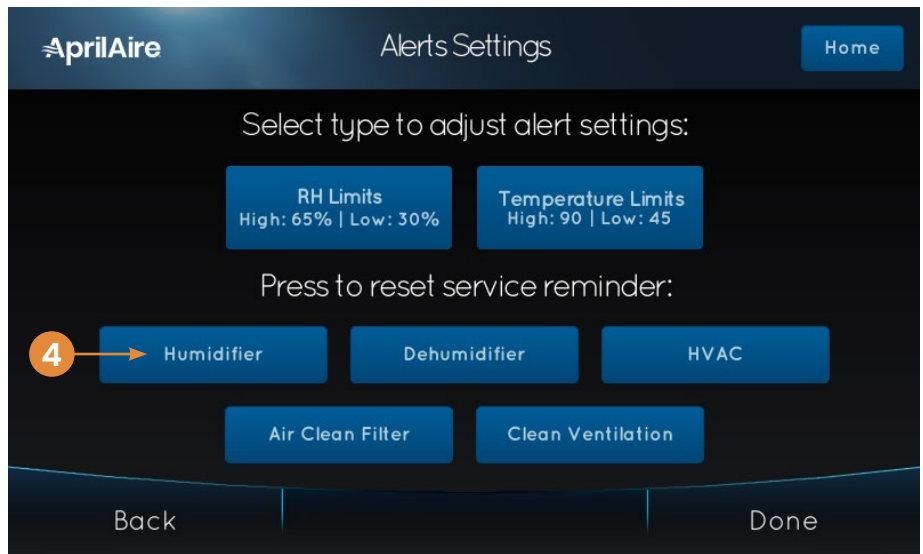 AprilAire
Alerts Settings
Home
Select type to adjust alert settings:
RH Limits
High: 65% | Low: 30%
Temperature Limits
High: 90 | Low: 45
Press to reset service reminder:
4
Humidifier
Dehumidifier
HVAC
Air Clean Filter
Clean Ventilation
Back
Done